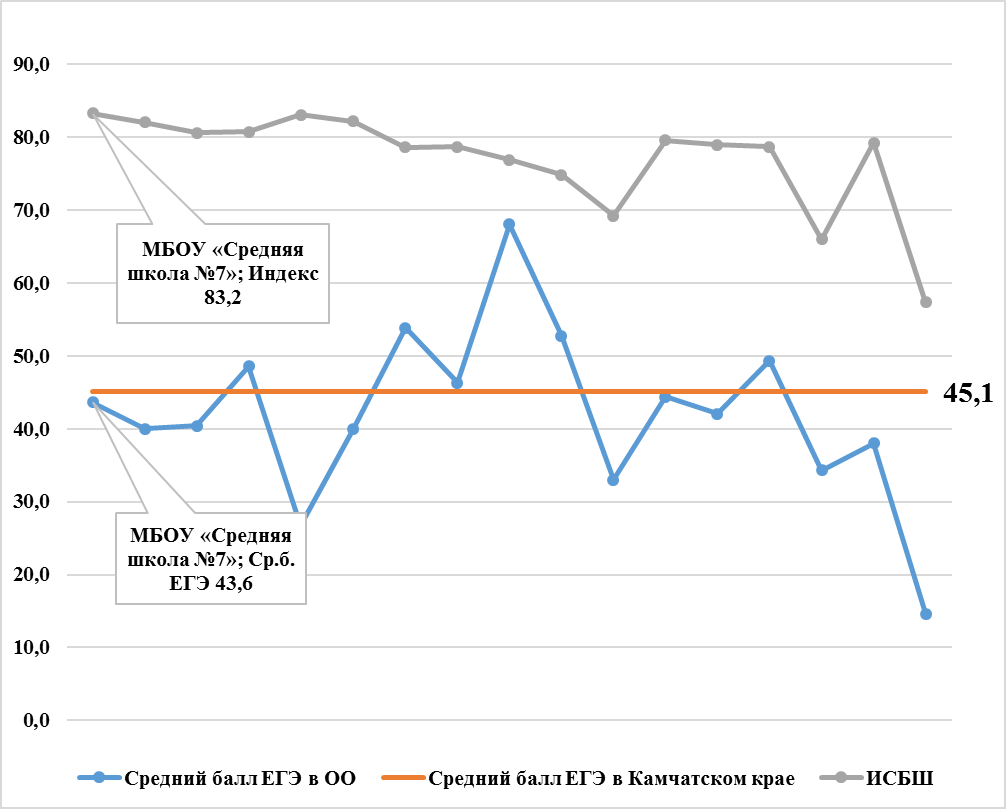 90,0
80,0
70,0
60,0
50,0
40,0
30,0
20,0
10,0
0,0
МБОУ «Средняя
школа №7»; Индекс
83,2
45,1
МБОУ «Средняя
школа №7»; Ср.б.
ЕГЭ 43,6
Средний балл ЕГЭ в ОО
Средний балл ЕГЭ в Камчатском крае
ИСБШ